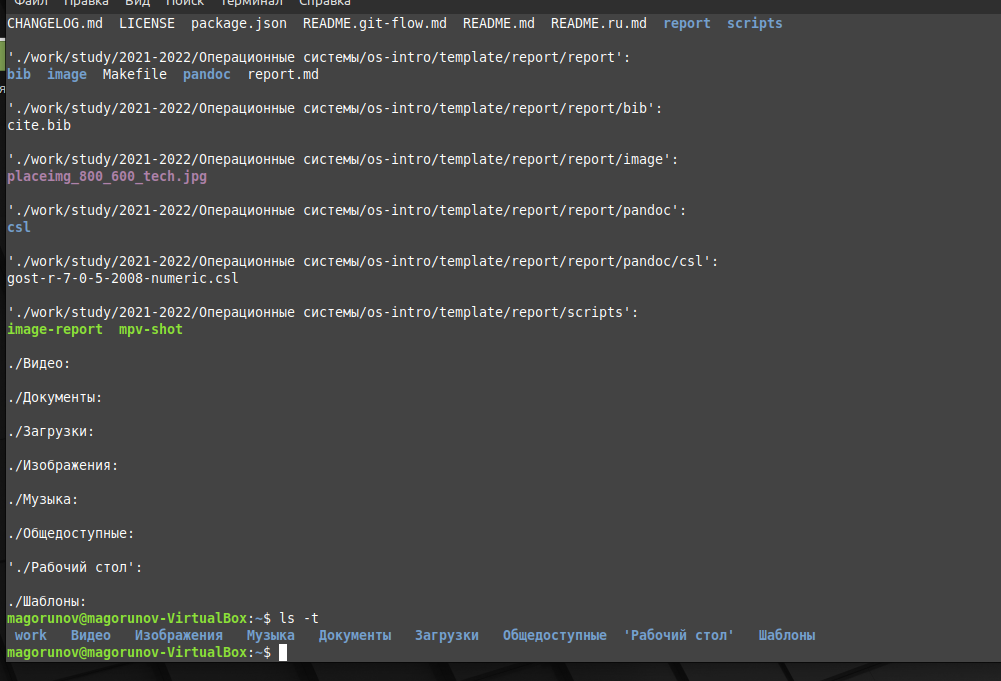 Файл Правка Вид Поиск Терминал Справка
CHANGELOG.md LICENSE package.json README.git-flow.md README.md README.ru.md report scripts
'./work/study/2021-2022/Операционные системы/os-intro/template/report/report':
bib image Makefile pandoc report.md
'./work/study/2021-2022/Операционные системы/os-intro/template/report/report/bib':
cite.bib
'./work/study/2021-2022/Операционные системы/os-intro/template/report/report/image':
placeimg_800_600_tech.jpg
'./work/study/2021-2022/Операционные системы/os-intro/template/report/report/pandoc':
csl
'./work/study/2021-2022/Операционные системы/os-intro/template/report/report/pandoc/csl':
gost-r-7-0-5-2008-numeric.csl
'./work/study/2021-2022/Операционные системы/os-intro/template/report/scripts':
image-report mpv-shot
./Видео:
./Документы:
./Загрузки:
./Изображения:
./Музыка:
./Общедоступные:
'./Рабочий стол':
./Шаблоны:
magorunov@magorunov-VirtualBox:~$ ls -t
work Видео Изображения Музыка Документы Загрузки Общедоступные 'Рабочий стол' Шаблоны
magorunov@magorunov-VirtualBox:~$